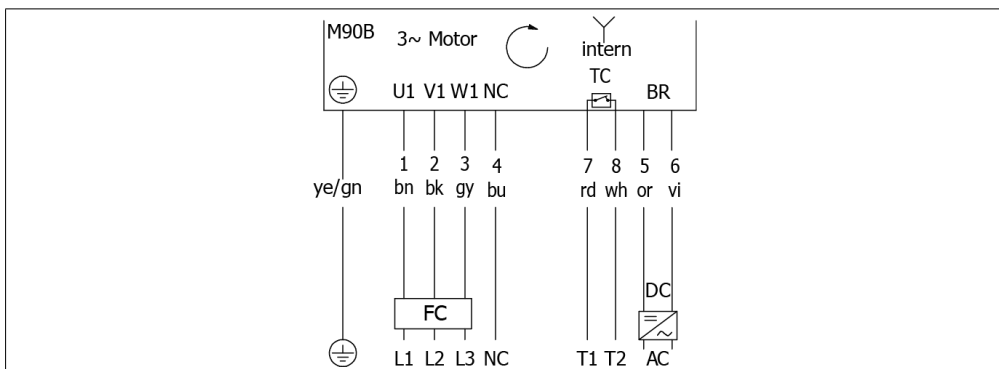 M90B 3~ Motor intern
TC
U1 V1 W1 NC BR
1 2 3 4 7 8 5 6
ye/gn bn bk gy bu rd wh or vi
DC
FC
L1 L2 L3 NC T1 T2 AC